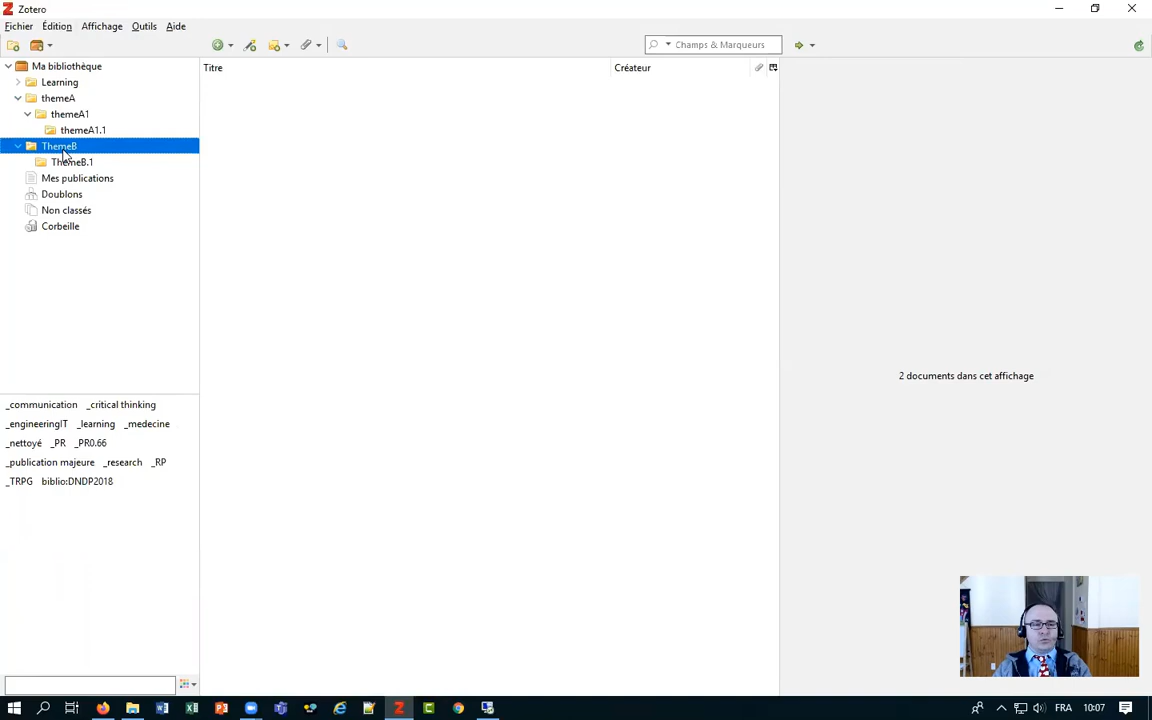 Zotero
Fichier Édition Affichage Outils Aide
Champs & Marqueurs
Ma bibliothèque
Learning
themeA
themeA1
themeA1.1
ThemeB
ThemeB.1
Mes publications
Doublons
Non classés
Corbeille
Titre Créateur
2 documents dans cet affichage
_communication _critical thinking
_engineeringIT _learning _medecine
_nettoyé _PR _PR0.66
_publication majeure _research _RP
_TRPG biblio:DNDP2018
FRA 10:07